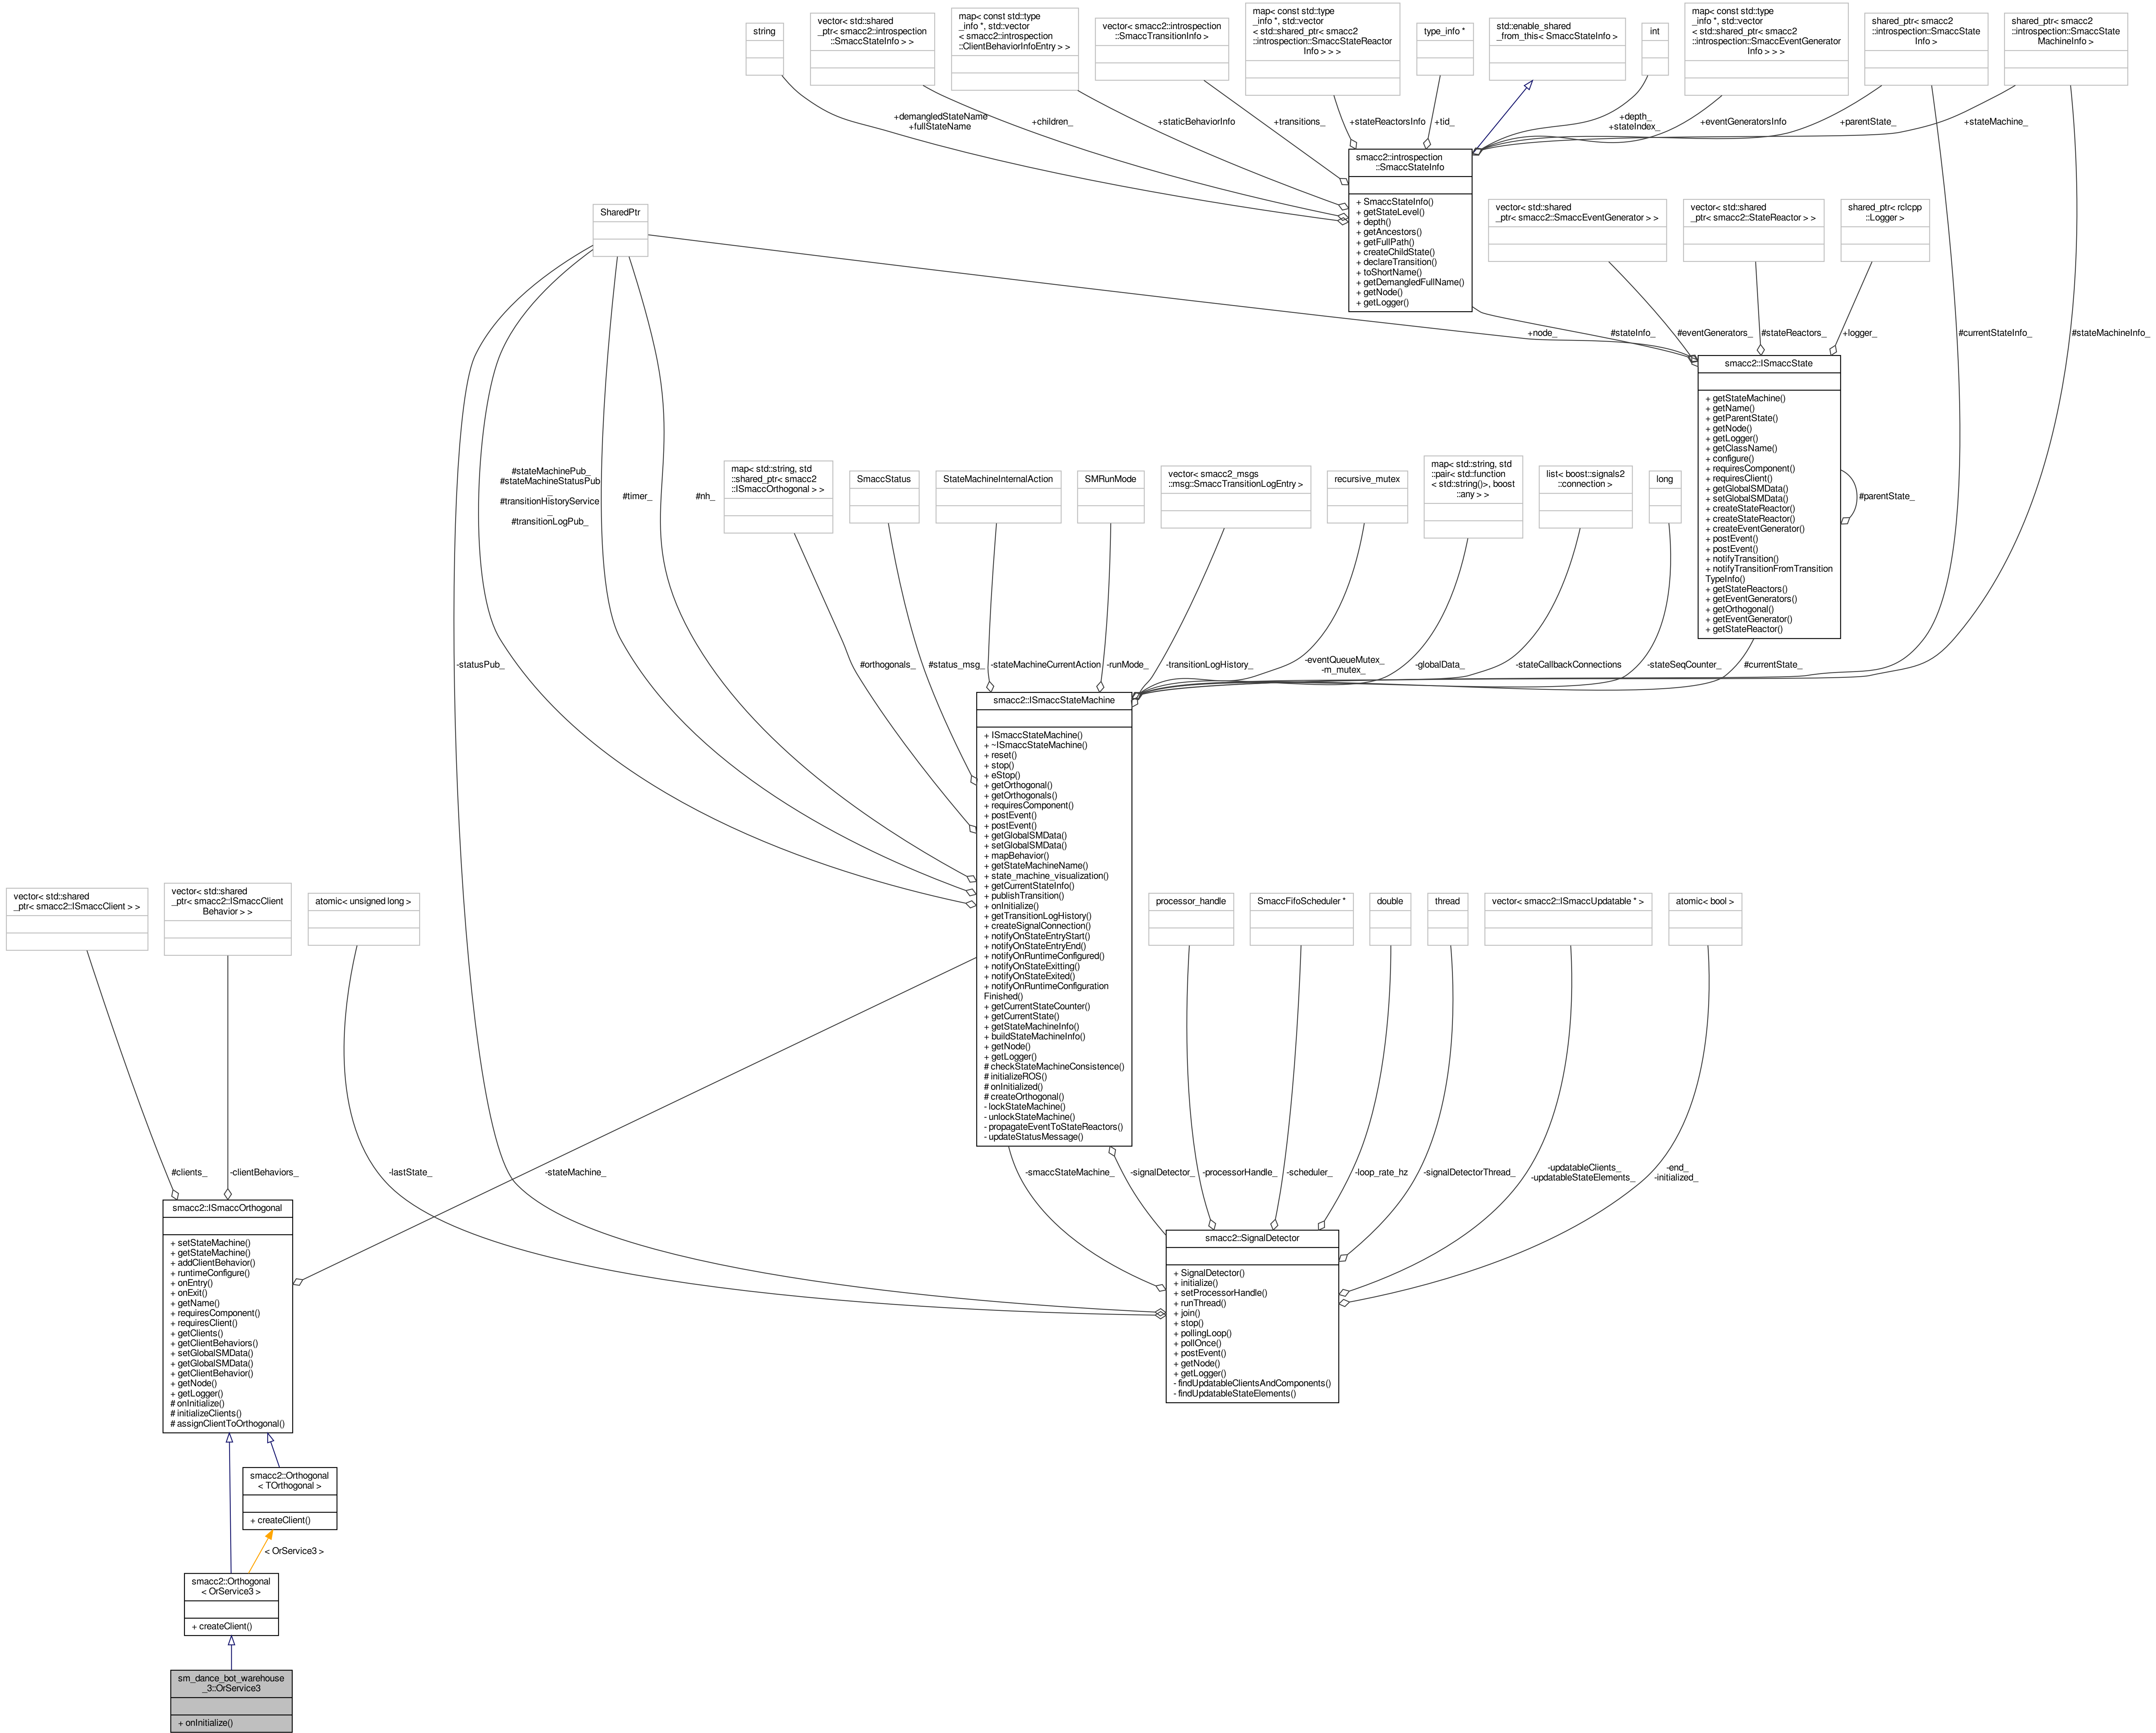 string
vector< std::shared
_ptr< smacc2::introspection
::SmaccStateInfo > >
map< const std::type
_info *, std::vector
< smacc2::introspection
::ClientBehaviorInfoEntry > >
vector< smacc2::introspection
::SmaccTransitionInfo >
map< const std::type
_info *, std::vector
< std::shared_ptr< smacc2
::introspection::SmaccStateReactor
Info > > >
type_info *
std::enable_shared
_from_this< SmaccStateInfo >
int
map< const std::type
_info *, std::vector
< std::shared_ptr< smacc2
::introspection::SmaccEventGenerator
Info > > >
shared_ptr< smacc2
::introspection::SmaccState
Info >
shared_ptr< smacc2
::introspection::SmaccState
MachineInfo >
+demangledStateName
+fullStateName
+children_
+staticBehaviorInfo
+transitions_
+stateReactorsInfo
+tid_
+depth_
+stateIndex_
+eventGeneratorsInfo
+parentState_
+stateMachine_
smacc2::introspection
::SmaccStateInfo
+ SmaccStateInfo()
+ getStateLevel()
+ depth()
+ getAncestors()
+ getFullPath()
+ createChildState()
+ declareTransition()
+ toShortName()
+ getDemangledFullName()
+ getNode()
+ getLogger()
SharedPtr
vector< std::shared
_ptr< smacc2::SmaccEventGenerator > >
vector< std::shared
_ptr< smacc2::StateReactor > >
shared_ptr< rclcpp
::Logger >
+node_
#stateInfo_
#eventGenerators_
#stateReactors_
+logger_
#currentStateInfo_
#stateMachineInfo_
smacc2::ISmaccState
+ getStateMachine()
+ getName()
+ getParentState()
+ getNode()
+ getLogger()
+ getClassName()
+ configure()
+ requiresComponent()
+ requiresClient()
+ getGlobalSMData()
+ setGlobalSMData()
+ createStateReactor()
+ createStateReactor()
+ createEventGenerator()
+ postEvent()
+ postEvent()
+ notifyTransition()
+ notifyTransitionFromTransition
TypeInfo()
+ getStateReactors()
+ getEventGenerators()
+ getOrthogonal()
+ getEventGenerator()
+ getStateReactor()
#parentState_
#stateMachinePub_
#stateMachineStatusPub
_
#transitionHistoryService
_
#transitionLogPub_
#timer_
#nh_
map< std::string, std
::shared_ptr< smacc2
::ISmaccOrthogonal > >
SmaccStatus
StateMachineInternalAction
SMRunMode
vector< smacc2_msgs
::msg::SmaccTransitionLogEntry >
recursive_mutex
map< std::string, std
::pair< std::function
< std::string()>, boost
::any > >
list< boost::signals2
::connection >
long
-statusPub_
#orthogonals_
#status_msg_
-stateMachineCurrentAction
-runMode_
-transitionLogHistory_
-eventQueueMutex_
-m_mutex_
-globalData_
-stateCallbackConnections
-stateSeqCounter_
#currentState_
smacc2::ISmaccStateMachine
+ ISmaccStateMachine()
+ ~ISmaccStateMachine()
+ reset()
+ stop()
+ eStop()
+ getOrthogonal()
+ getOrthogonals()
+ requiresComponent()
+ postEvent()
+ postEvent()
+ getGlobalSMData()
+ setGlobalSMData()
+ mapBehavior()
+ getStateMachineName()
+ state_machine_visualization()
+ getCurrentStateInfo()
+ publishTransition()
+ onInitialize()
+ getTransitionLogHistory()
+ createSignalConnection()
+ notifyOnStateEntryStart()
+ notifyOnStateEntryEnd()
+ notifyOnRuntimeConfigured()
+ notifyOnStateExitting()
+ notifyOnStateExited()
+ notifyOnRuntimeConfiguration
Finished()
+ getCurrentStateCounter()
+ getCurrentState()
+ getStateMachineInfo()
+ buildStateMachineInfo()
+ getNode()
+ getLogger()
# checkStateMachineConsistence()
# initializeROS()
# onInitialized()
# createOrthogonal()
- lockStateMachine()
- unlockStateMachine()
- propagateEventToStateReactors()
- updateStatusMessage()
vector< std::shared
_ptr< smacc2::ISmaccClient > >
vector< std::shared
_ptr< smacc2::ISmaccClient
Behavior > >
atomic< unsigned long >
processor_handle
SmaccFifoScheduler *
double
thread
vector< smacc2::ISmaccUpdatable * >
atomic< bool >
#clients_
-clientBehaviors_
-lastState_
-stateMachine_
-smaccStateMachine_
-signalDetector_
-processorHandle_
-scheduler_
-loop_rate_hz
-signalDetectorThread_
-updatableClients_
-updatableStateElements_
-end_
-initialized_
smacc2::ISmaccOrthogonal
+ setStateMachine()
+ getStateMachine()
+ addClientBehavior()
+ runtimeConfigure()
+ onEntry()
+ onExit()
+ getName()
+ requiresComponent()
+ requiresClient()
+ getClients()
+ getClientBehaviors()
+ setGlobalSMData()
+ getGlobalSMData()
+ getClientBehavior()
+ getNode()
+ getLogger()
# onInitialize()
# initializeClients()
# assignClientToOrthogonal()
smacc2::SignalDetector
+ SignalDetector()
+ initialize()
+ setProcessorHandle()
+ runThread()
+ join()
+ stop()
+ pollingLoop()
+ pollOnce()
+ postEvent()
+ getNode()
+ getLogger()
- findUpdatableClientsAndComponents()
- findUpdatableStateElements()
smacc2::Orthogonal
< TOrthogonal >
+ createClient()
< OrService3 >
smacc2::Orthogonal
< OrService3 >
+ createClient()
sm_dance_bot_warehouse
_3::OrService3
+ onInitialize()